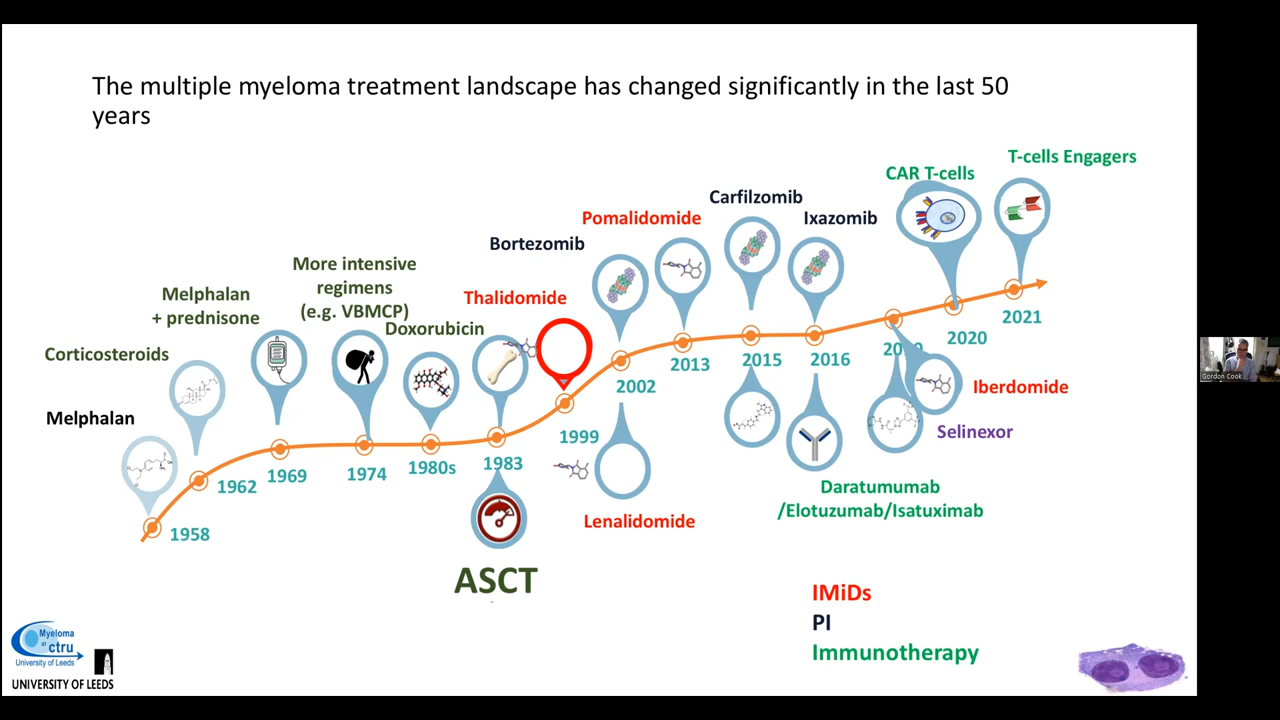 The multiple myeloma treatment landscape has changed significantly in the last 50
years
T-cells Engagers
CAR T-cells
Carfilzomib
Pomalidomide
Ixazomib
Bortezomib
More intensive
regimens
(e.g. VBMCP)
Thalidomide
Melphalan
+ prednisone
Doxorubicin
Corticosteroids
Melphalan
1958
1962
1969
1974
1980s
1983
1999
2002
2013
2015
2016
2020
2021
Iberdomide
Selinexor
Daratumumab
/Elotuzumab/Isatuximab
Lenalidomide
ASCT
IMiDs
PI
Immunotherapy
Myeloma
at ctru
University of Leeds
UNIVERSITY OF LEEDS
Gordon Cook